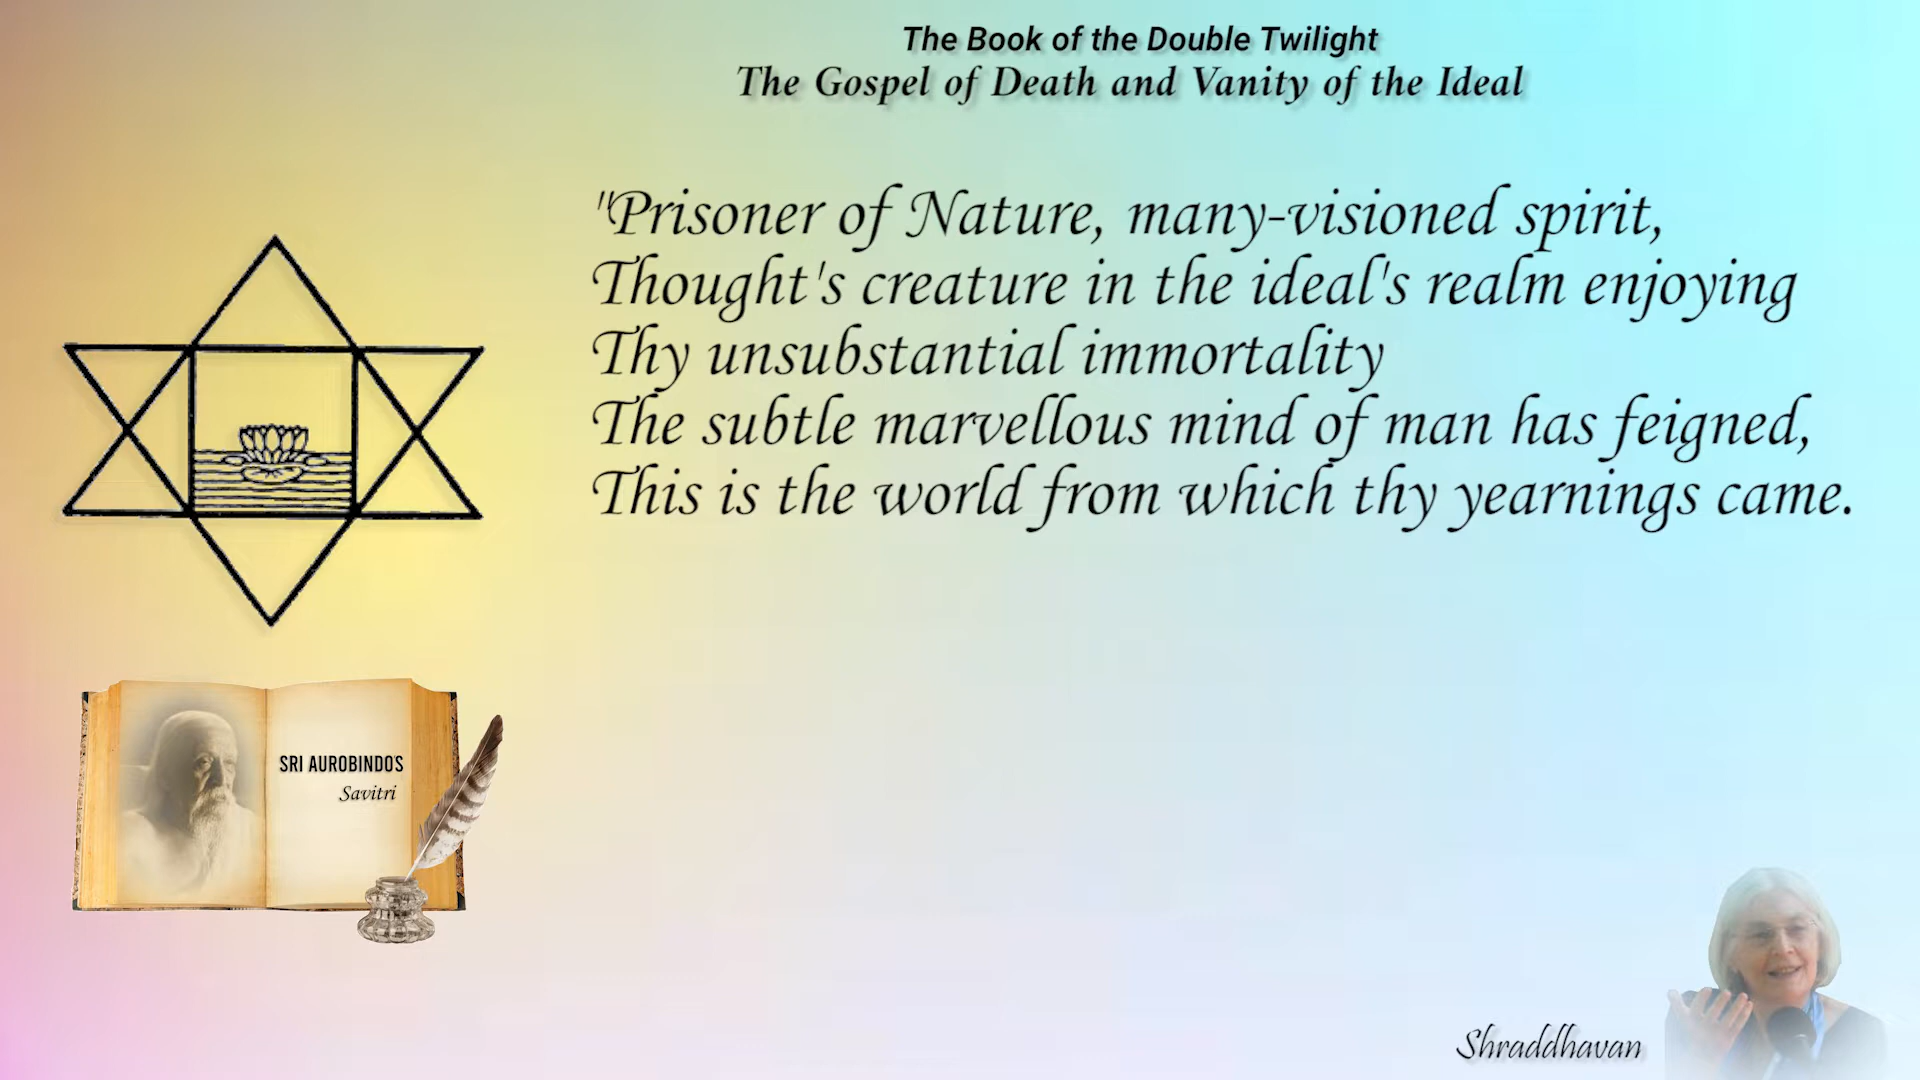 The Book of the Double Twilight
The Gospel of Death and Vanity of the Ideal
"Prisoner of Nature, many-visioned spirit,
Thought's creature in the ideal's realm enjoying
Thy unsubstantial immortality
The subtle marvellous mind of man has feigned,
This is the world from which thy yearnings came.
SRI AUROBINDO'S
Savitri
Shraddhavan